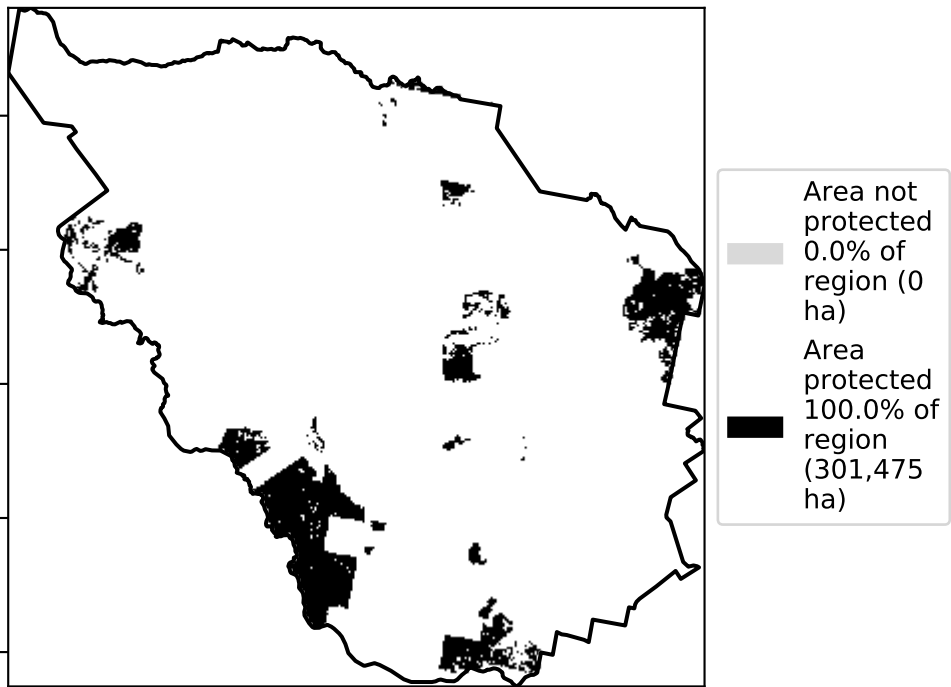 Area not
protected
0.0% of
region (0
ha)
Area
protected
100.0% of
region
(301,475
ha)